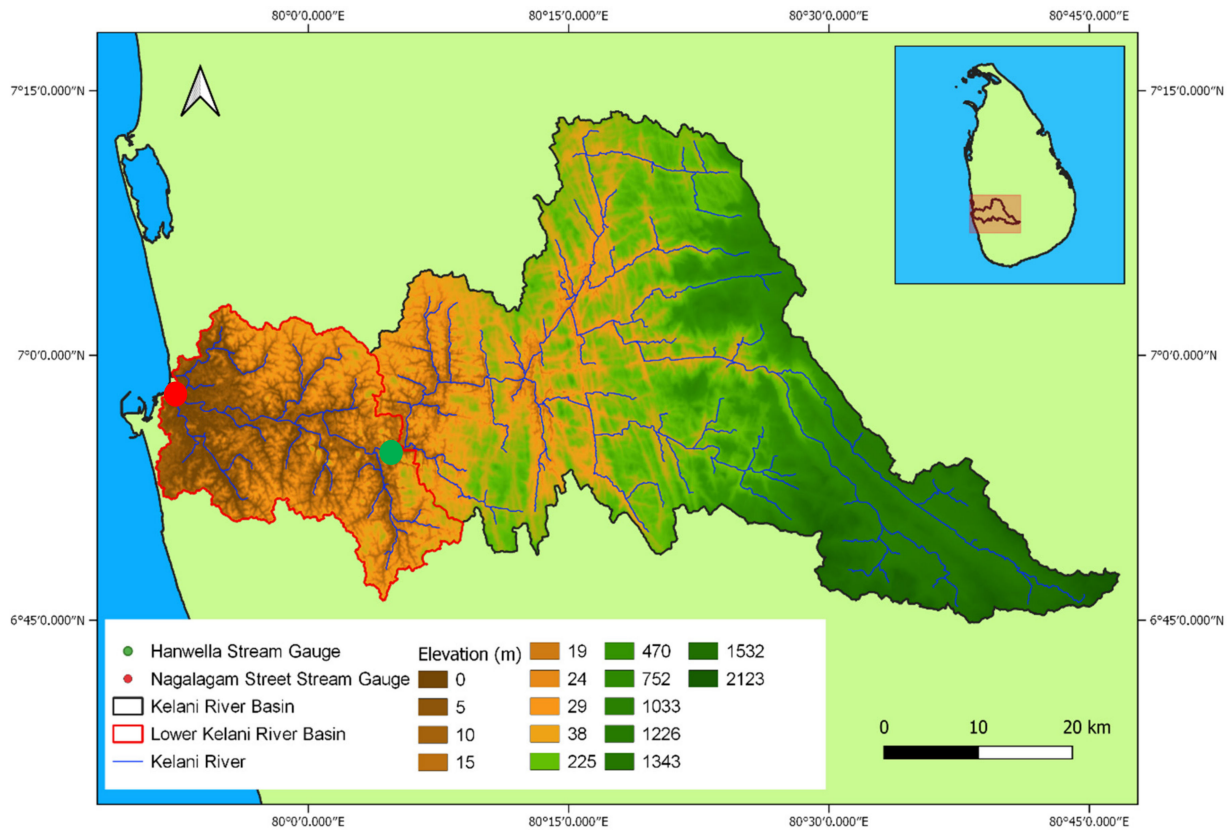 80°0′0.000″E 80°15′0.000″E 80°30′0.000″E 80°45′0.000″E
7°15′0.000″N 7°15′0.000″N
7°0′0.000″N 7°0′0.000″N
6°45′0.000″N 6°45′0.000″N
Hanwella Stream Gauge
Nagalagam Street Stream Gauge
Kelani River Basin
Lower Kelani River Basin
Kelani River
Elevation (m)
0
5
10
15
19
24
29
38
225
470
752
1033
1226
1343
1532
2123
0 10 20 km
80°0′0.000″E 80°15′0.000″E 80°30′0.000″E 80°45′0.000″E